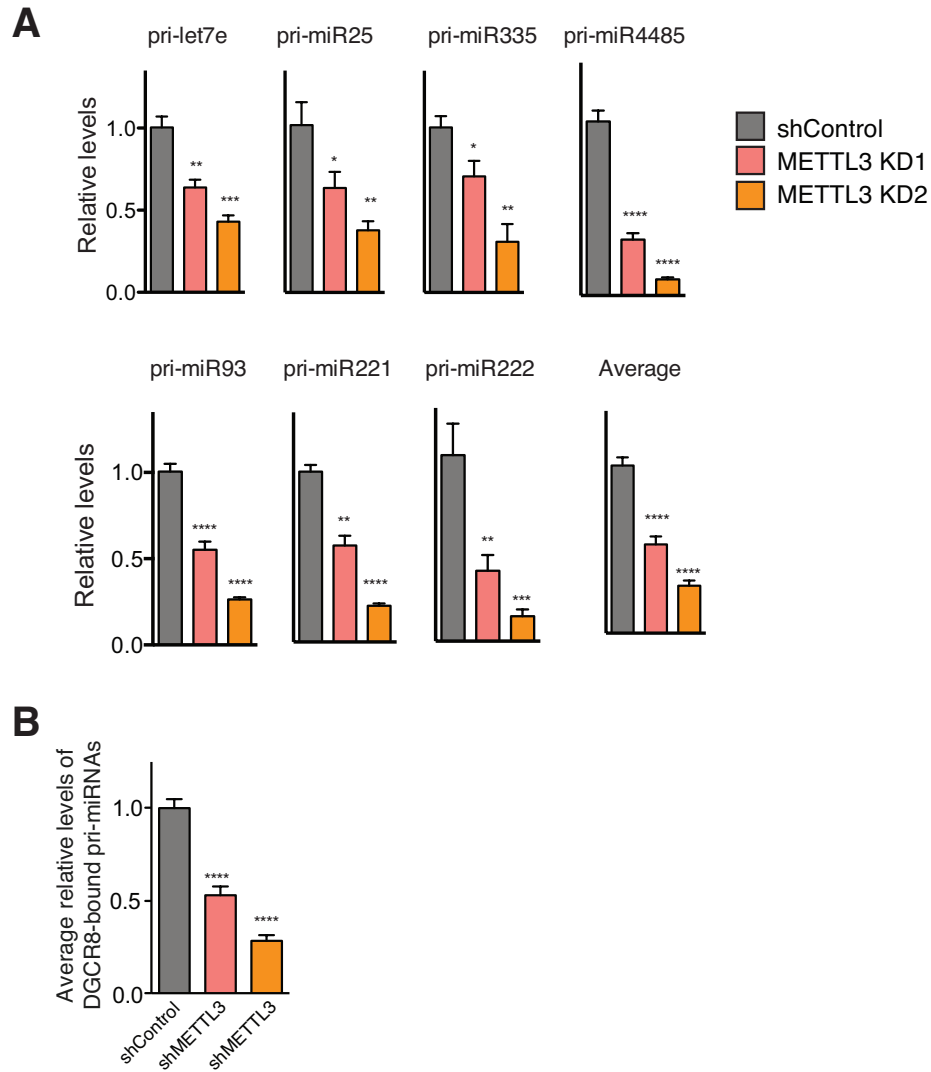 A
pri-let7e pri-miR25 pri-miR335 pri-miR4485
Relative levels
1.0
0.5
0.0
** ***
* **
* **
**** ****
shControl
METTL3 KD1
METTL3 KD2
pri-miR93 pri-miR221 pri-miR222 Average
Relative levels
1.0
0.5
0.0
**** ****
** ****
** ***
**** ****
B
Average relative levels of
DGCR8-bound pri-miRNAs
1.0
0.5
0.0
**** ****
shControl
shMETTL3
shMETTL3